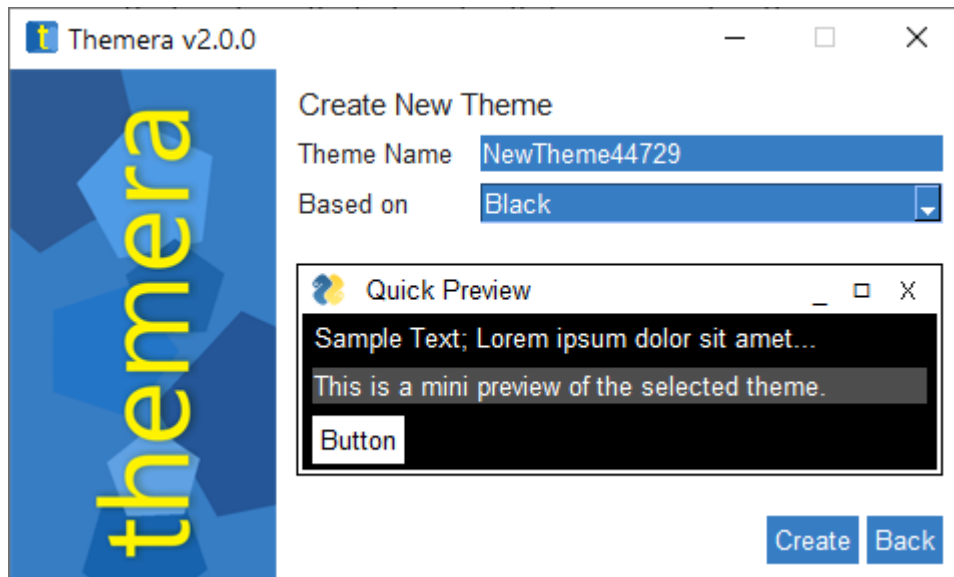 t Themera v2.0.0
themera
Create New Theme
Theme Name NewTheme44729
Based on Black
Quick Preview
Sample Text; Lorem ipsum dolor sit amet...
This is a mini preview of the selected theme.
Button
Create Back